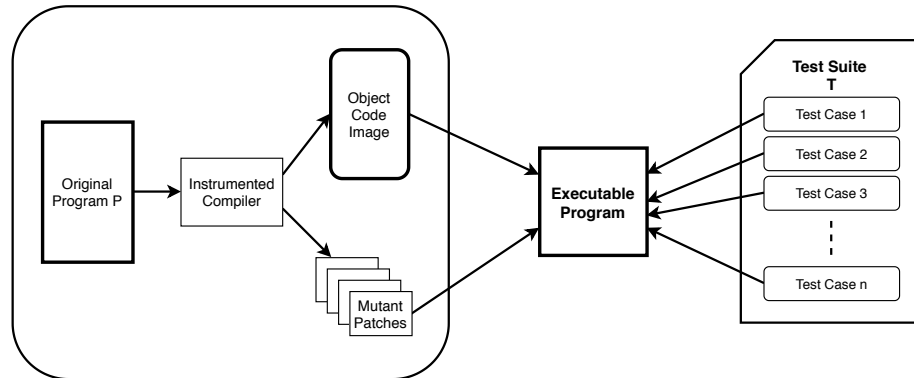 Original
Program P
Instrumented
Compiler
Object
Code
Image
Mutant
Patches
Executable
Program
Test Suite
T
Test Case 1
Test Case 2
Test Case 3
Test Case n